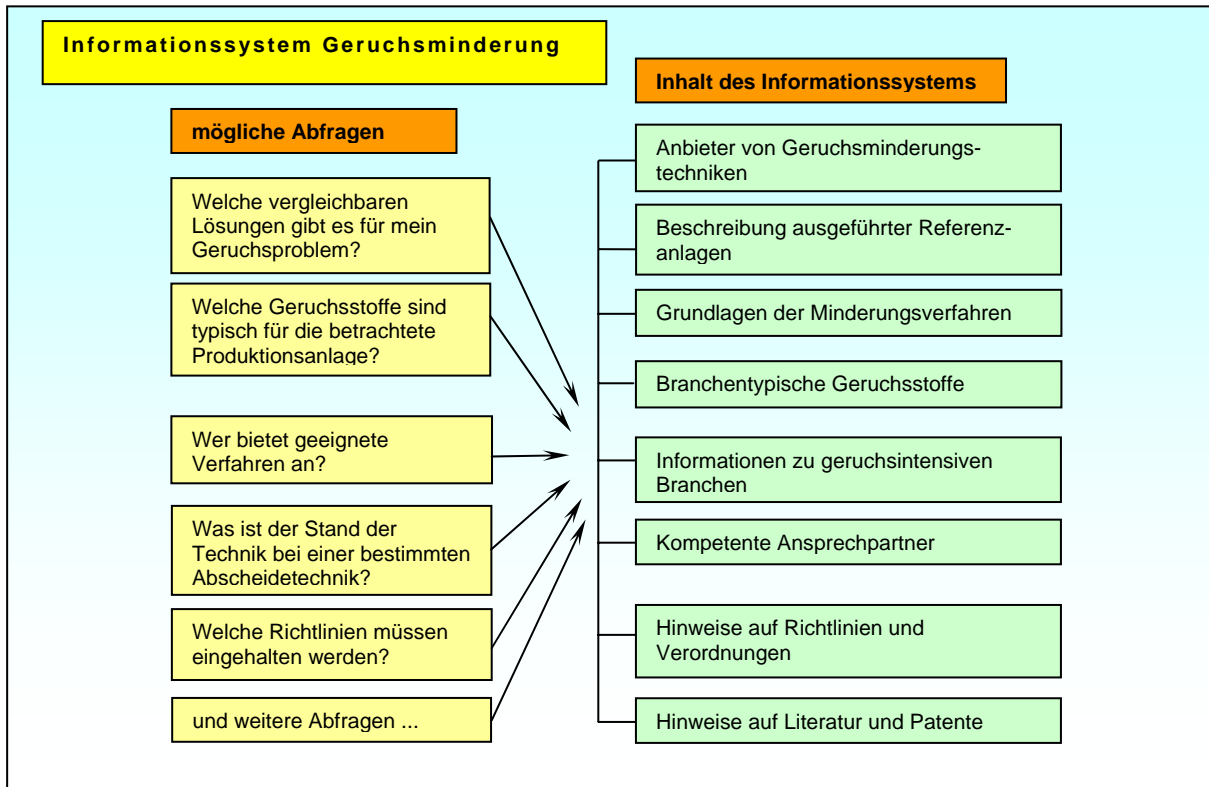 Informationssystem Geruchsminderung
mögliche Abfragen
Welche vergleichbaren
Lösungen gibt es für mein
Geruchsproblem?
Welche Geruchsstoffe sind
typisch für die betrachtete
Produktionsanlage?
Wer bietet geeignete
Verfahren an?
Was ist der Stand der
Technik bei einer bestimmten
Abscheidetechnik?
Welche Richtlinien müssen
eingehalten werden?
und weitere Abfragen ...
Inhalt des Informationssystems
Anbieter von Geruchsminderungs-
techniken
Beschreibung ausgeführter Referenz-
anlagen
Grundlagen der Minderungsverfahren
Branchentypische Geruchsstoffe
Informationen zu geruchsintensiven
Branchen
Kompetente Ansprechpartner
Hinweise auf Richtlinien und
Verordnungen
Hinweise auf Literatur und Patente